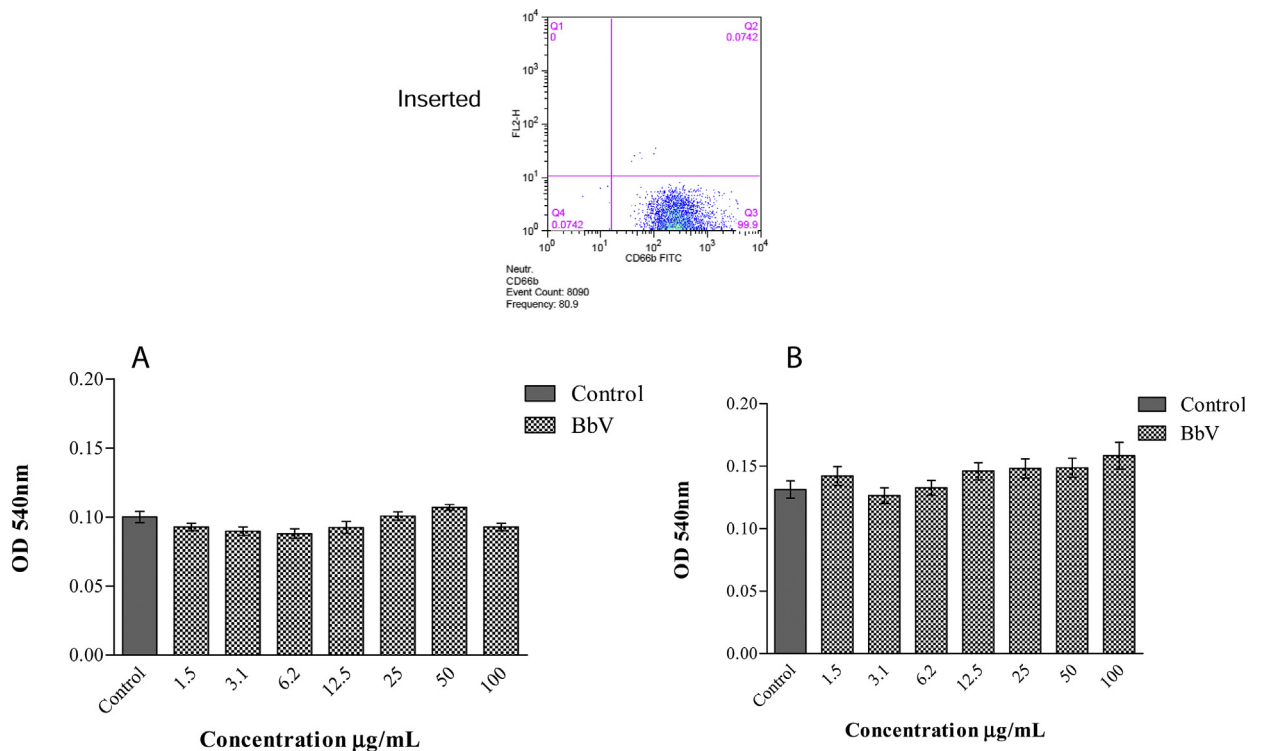 Inserted
Q1
0
Q2
0.0742
Q4
0.0742
Q3
99.9
10^4
10^3
10^2
10^1
10^0
FL2-H
10^0 10^1 10^2 10^3 10^4
CD66b FITC
Neutr.
CD66b
Event Count: 8090
Frequency: 80.9
A
0.20
0.15
0.10
0.05
0.00
OD 540nm
Control
BbV
Control 1.5 3.1 6.2 12.5 25 50 100
Concentration µg/mL
B
0.20
0.15
0.10
0.05
0.00
OD 540nm
Control
BbV
Control 1.5 3.1 6.2 12.5 25 50 100
Concentration µg/mL